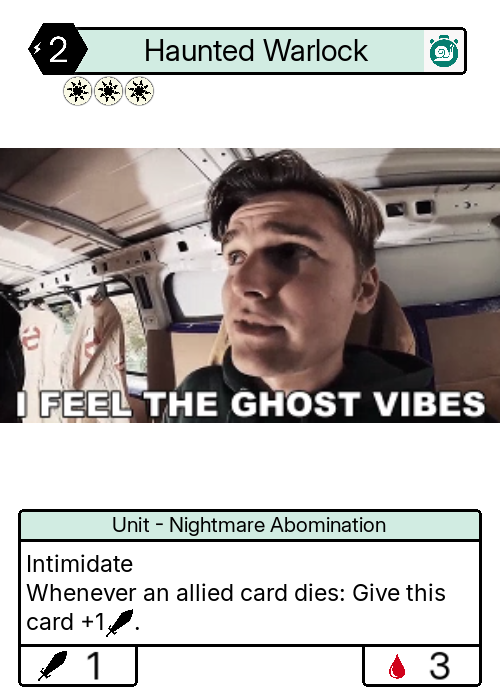 2
Haunted Warlock
I FEEL THE GHOST VIBES
Unit - Nightmare Abomination
Intimidate
Whenever an allied card dies: Give this
card +1.
1
3